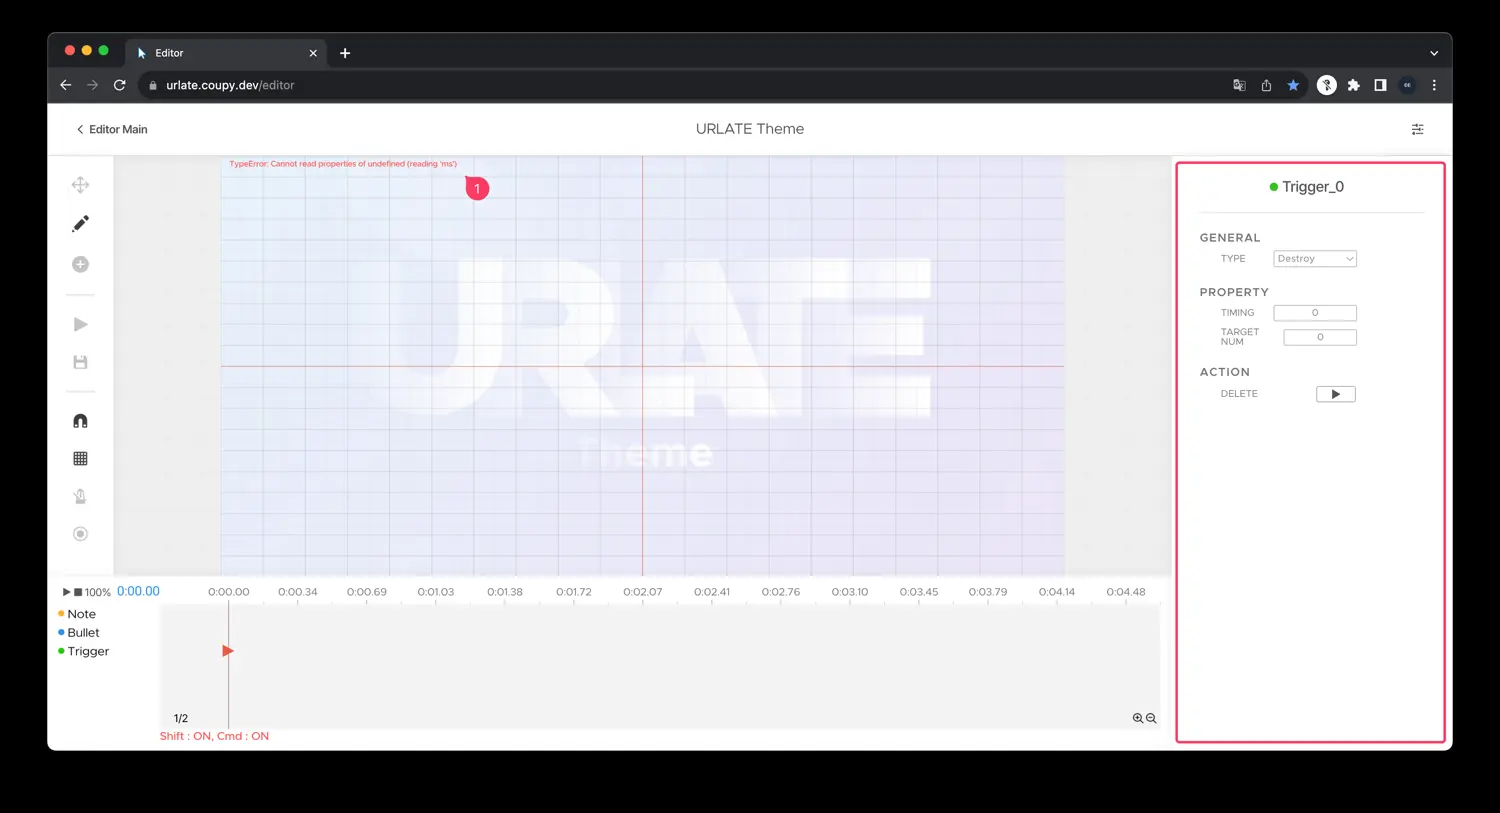 Editor
urlate.coupy.dev/editor
Editor Main
URLATE Theme
TypeError: Cannot read properties of undefined (reading 'ms')
1
URLATE
Theme
Trigger_0
GENERAL
TYPE Destroy
PROPERTY
TIMING 0
TARGET NUM 0
ACTION
DELETE
100% 0:00.00 0:00.00 0:00.34 0:00.69 0:01.03 0:01.38 0:01.72 0:02.07 0:02.41 0:02.76 0:03.10 0:03.45 0:03.79 0:04.14 0:04.48
Note
Bullet
Trigger
1/2
Shift : ON, Cmd : ON